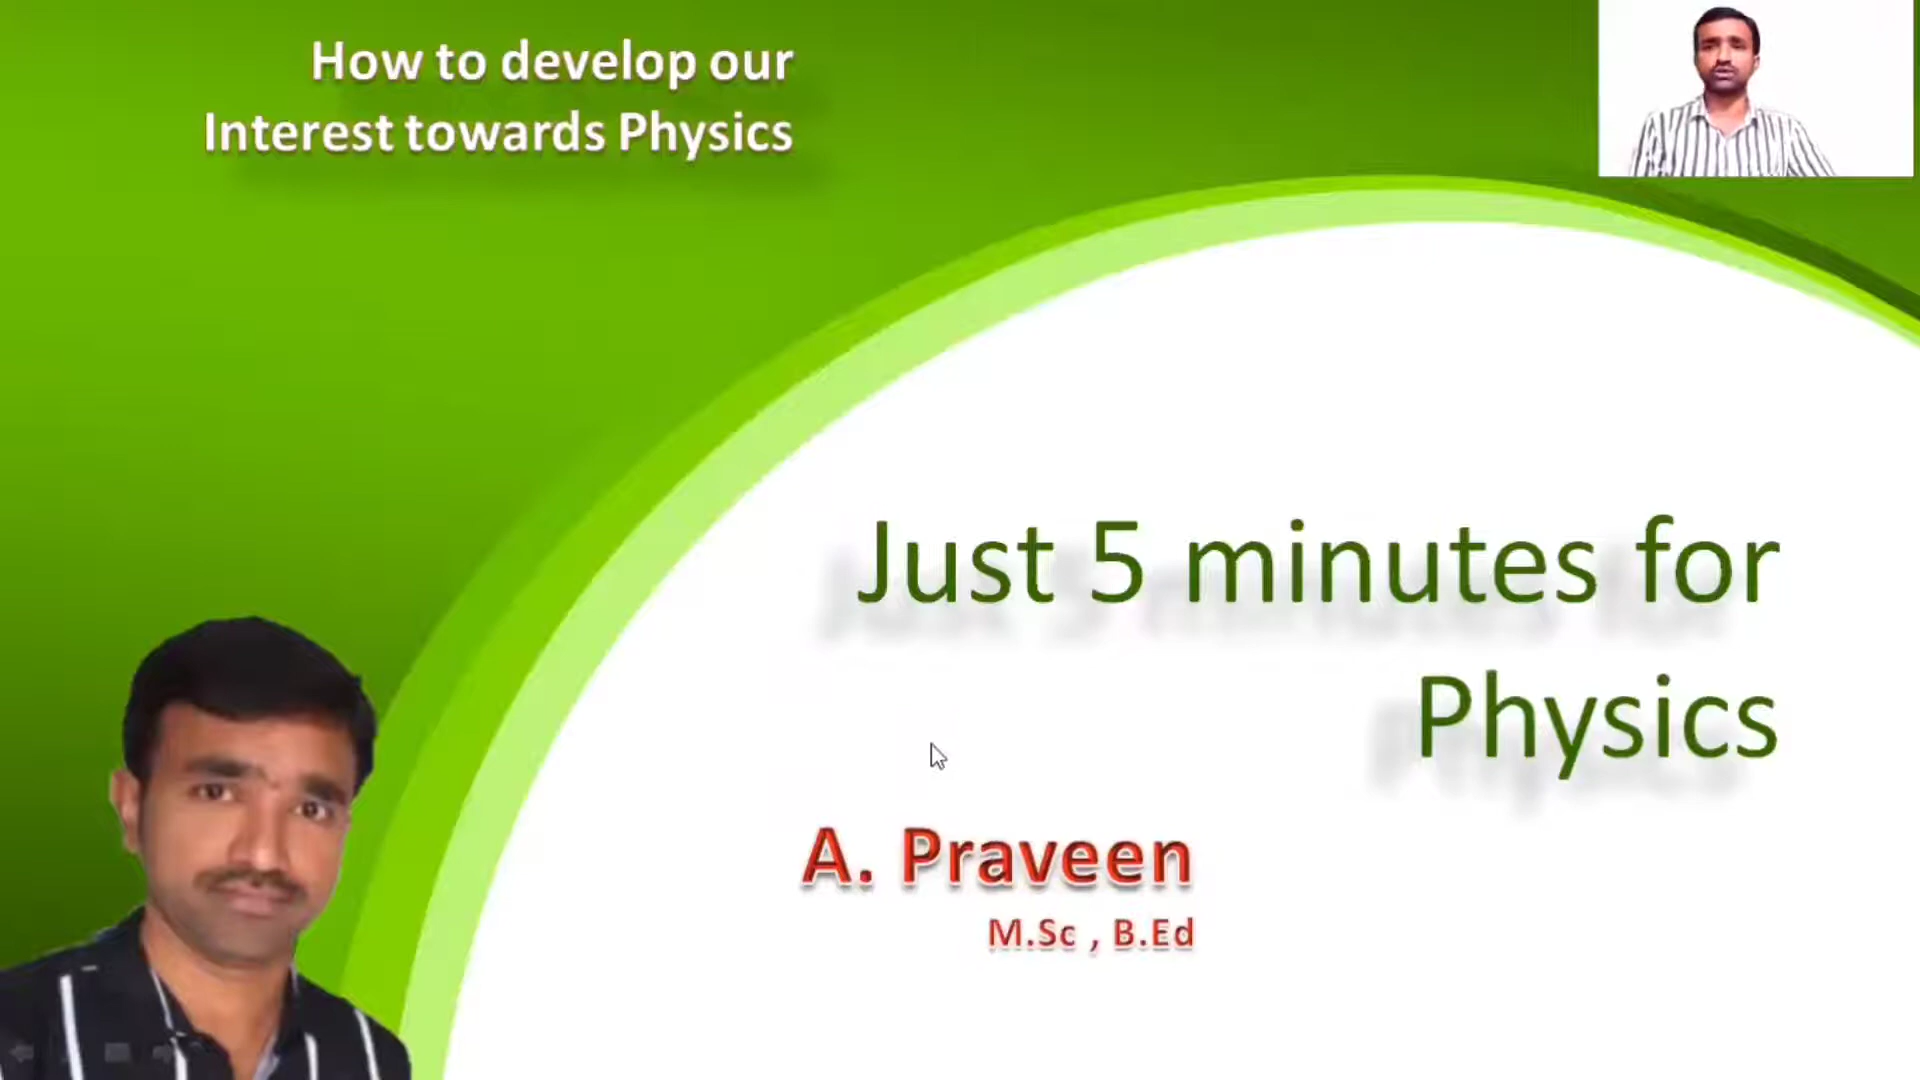 How to develop our
Interest towards Physics
Just 5 minutes for
Physics
A. Praveen
M.Sc , B.Ed